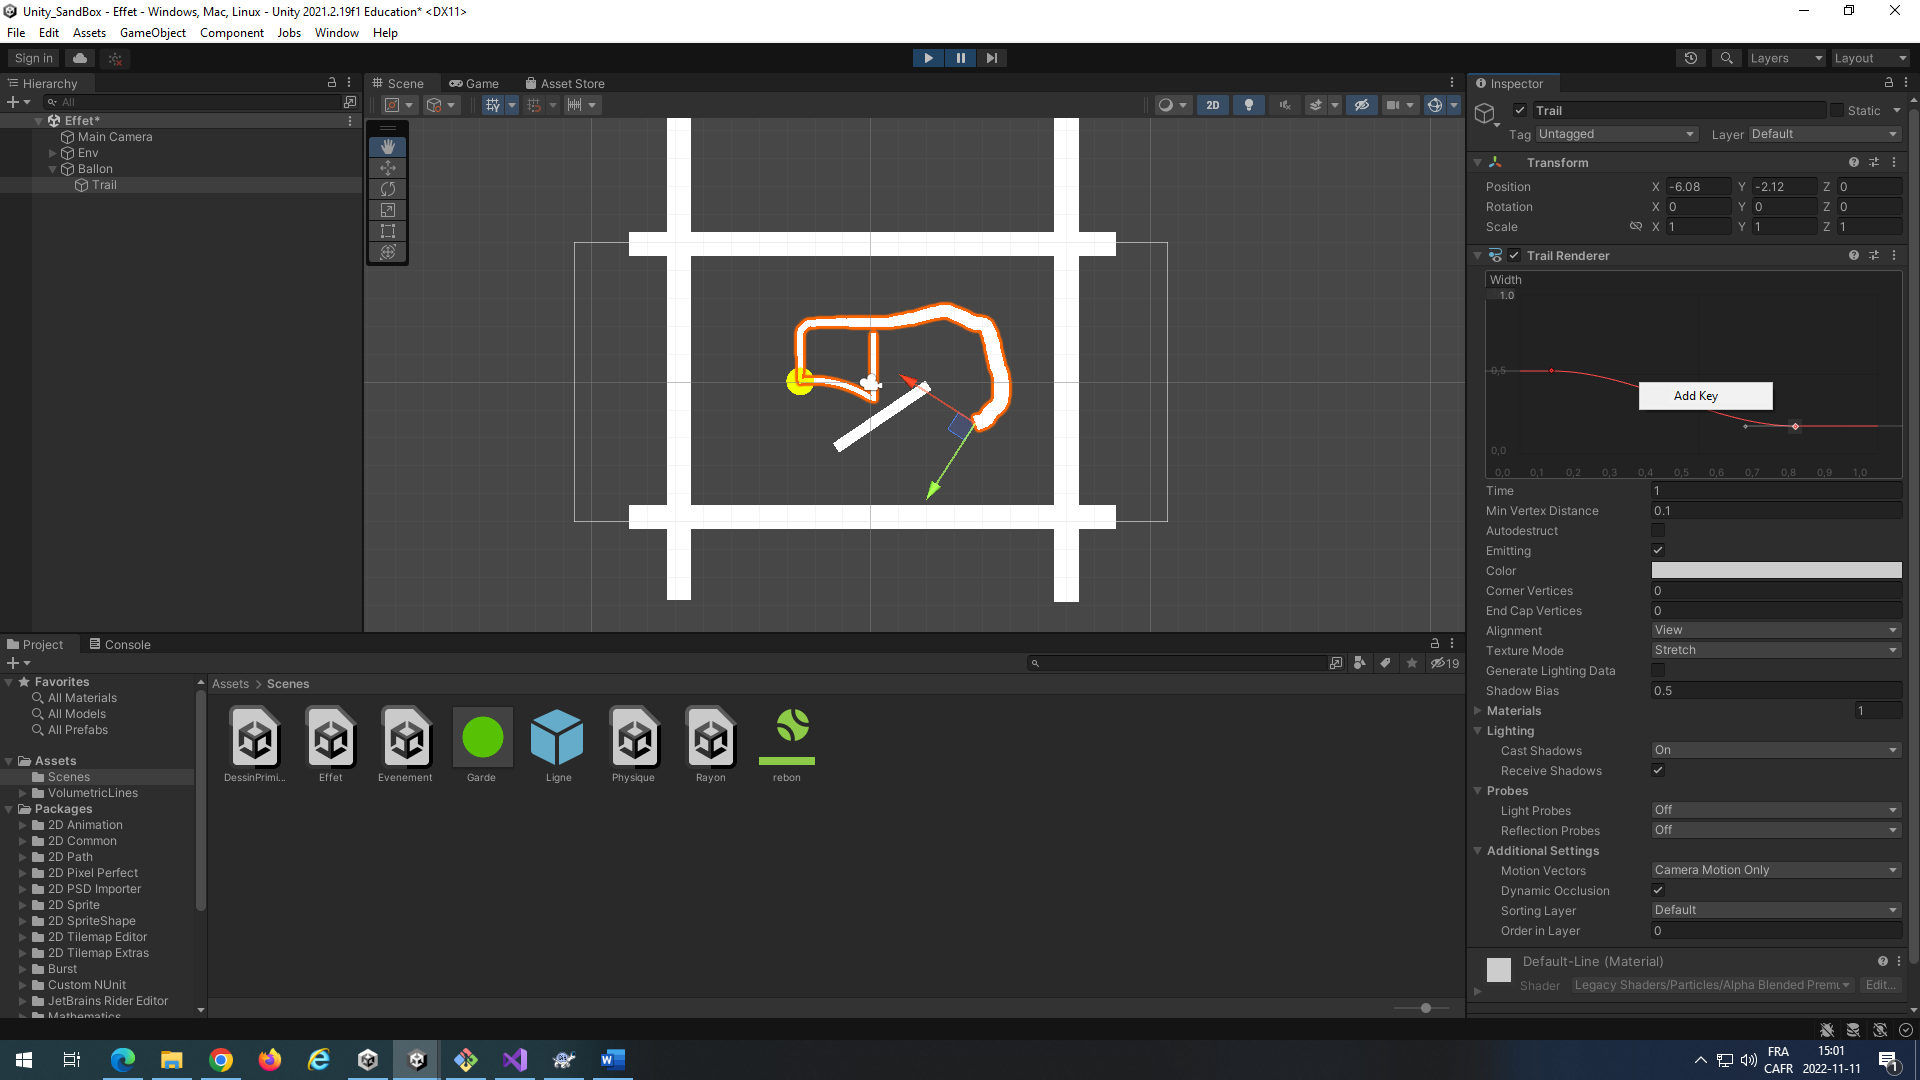 Unity_SandBox - Effet - Windows, Mac, Linux - Unity 2021.2.19f1 Education* <DX11>
File Edit Assets GameObject Component Jobs Window Help
Sign in
Layers
Layout
Hierarchy
All
Effet*
Main Camera
Env
Ballon
Trail
Scene
Game
Asset Store
2D
Inspector
Trail
Static
Tag Untagged
Layer Default
Transform
Position X -6.08 Y -2.12 Z 0
Rotation X 0 Y 0 Z 0
Scale X 1 Y 1 Z 1
Trail Renderer
Width
1.0
0,5
0,0
0,0 0,1 0,2 0,3 0,4 0,5 0,6 0,7 0,8 0,9 1,0
Add Key
Time 1
Min Vertex Distance 0.1
Autodestruct
Emitting
Color
Corner Vertices 0
End Cap Vertices 0
Alignment View
Texture Mode Stretch
Generate Lighting Data
Shadow Bias 0.5
Materials 1
Lighting
Cast Shadows On
Receive Shadows
Probes
Light Probes Off
Reflection Probes Off
Additional Settings
Motion Vectors Camera Motion Only
Dynamic Occlusion
Sorting Layer Default
Order in Layer 0
Default-Line (Material)
Shader Legacy Shaders/Particles/Alpha Blended Premu
Edit...
Project
Console
19
Favorites
All Materials
All Models
All Prefabs
Assets
Scenes
VolumetricLines
Packages
2D Animation
2D Common
2D Path
2D Pixel Perfect
2D PSD Importer
2D Sprite
2D SpriteShape
2D Tilemap Editor
2D Tilemap Extras
Burst
Custom NUnit
JetBrains Rider Editor
Mathematics
Assets > Scenes
DessinPrimi...
Effet
Evenement
Garde
Ligne
Physique
Rayon
rebon
FRA
CAFR
15:01
2022-11-11
1